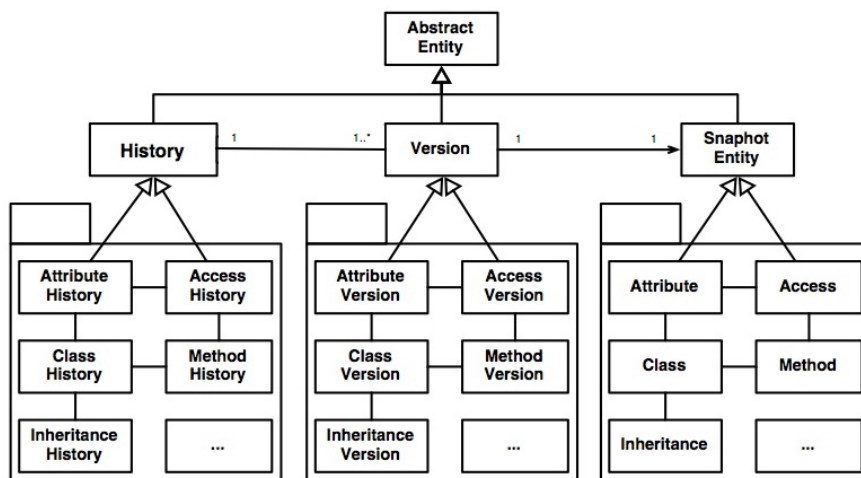 Abstract
Entity
History
1
1..*
Version
1
1
Snaphot
Entity
Attribute
History
Access
History
Class
History
Method
History
Inheritance
History
...
Attribute
Version
Access
Version
Class
Version
Method
Version
Inheritance
Version
...
Attribute
Access
Class
Method
Inheritance
...